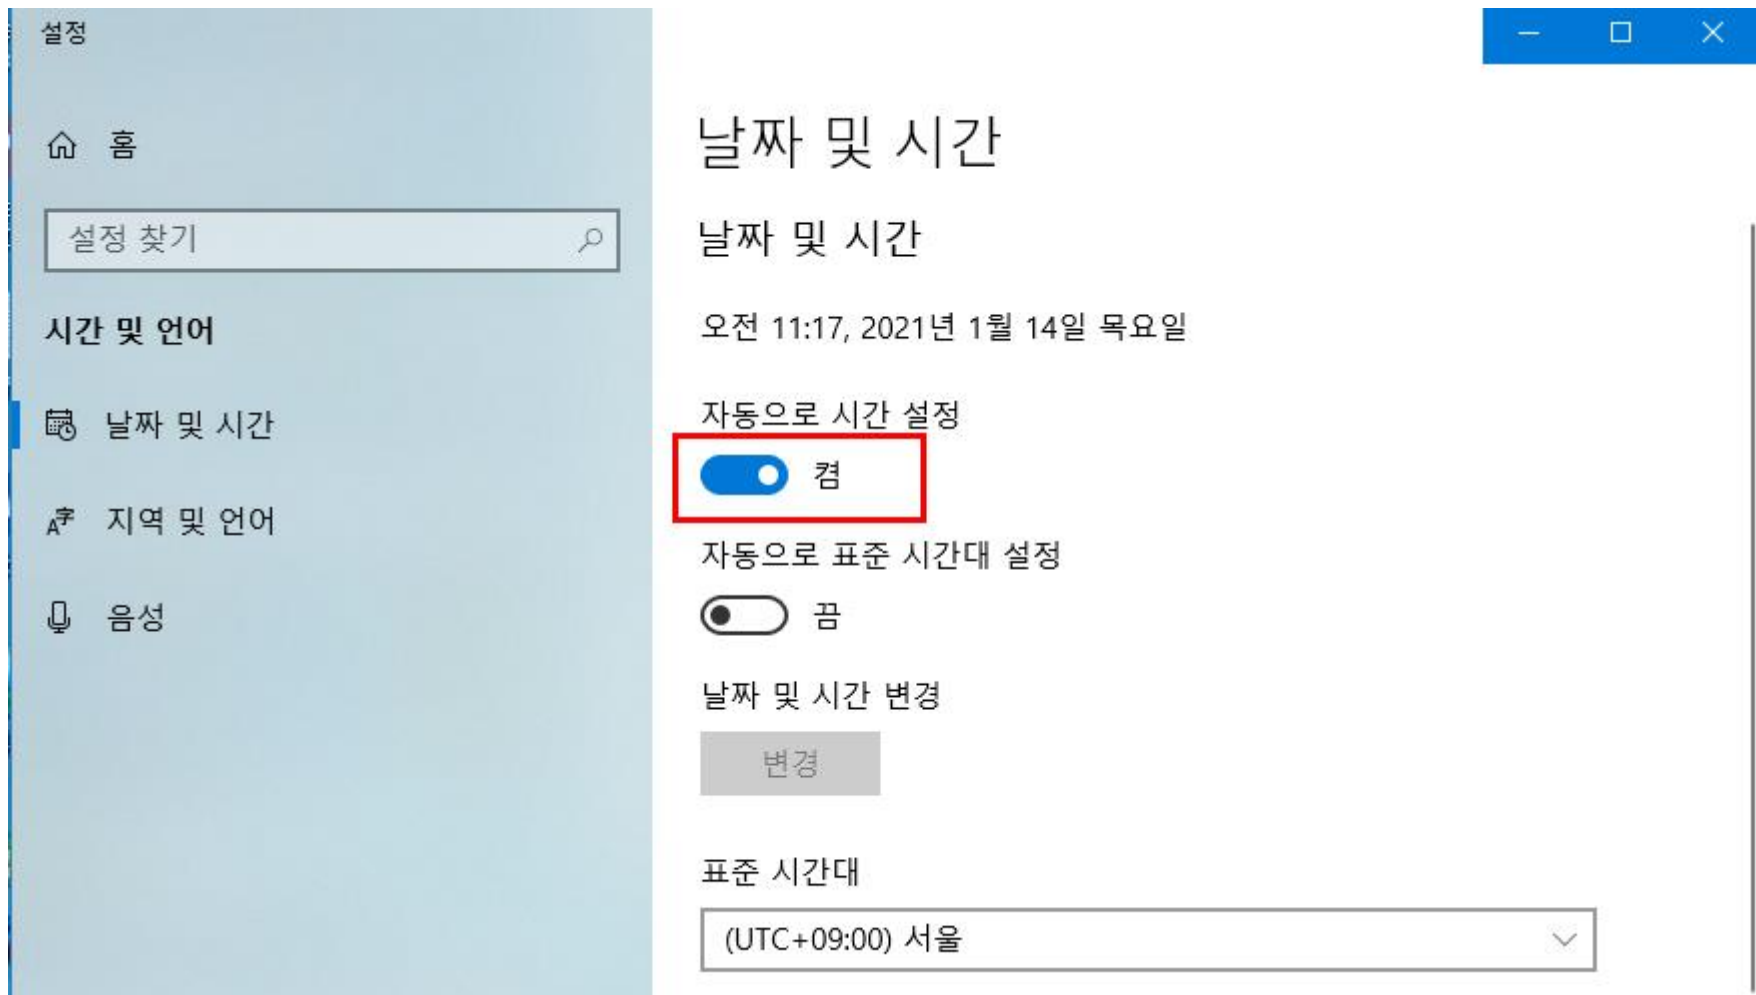 설정
홈
설정 찾기
시간 및 언어
날짜 및 시간
지역 및 언어
음성
날짜 및 시간
날짜 및 시간
오전 11:17, 2021년 1월 14일 목요일
자동으로 시간 설정
켬
자동으로 표준 시간대 설정
끔
날짜 및 시간 변경
변경
표준 시간대
(UTC+09:00) 서울